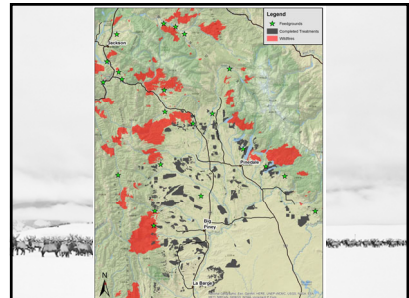 Legend
Feedgrounds
Completed Treatments
Wildfires
Jackson
Pinedale
Big
Piney
La Barge
N